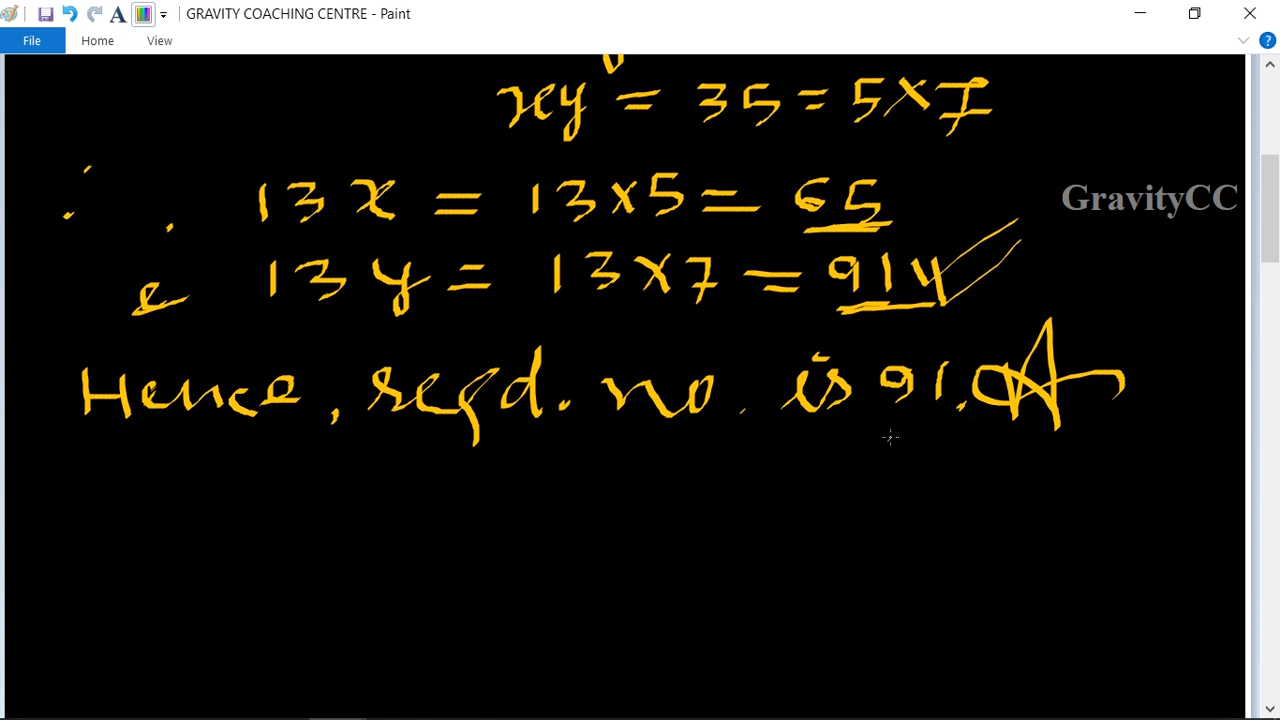 GRAVITY COACHING CENTRE - Paint
File Home View
xy = 35 = 5×7
∴ 13x = 13×5 = 65
13y = 13×7 = 91
GravityCC
Hence, reqd. no. is 91. A